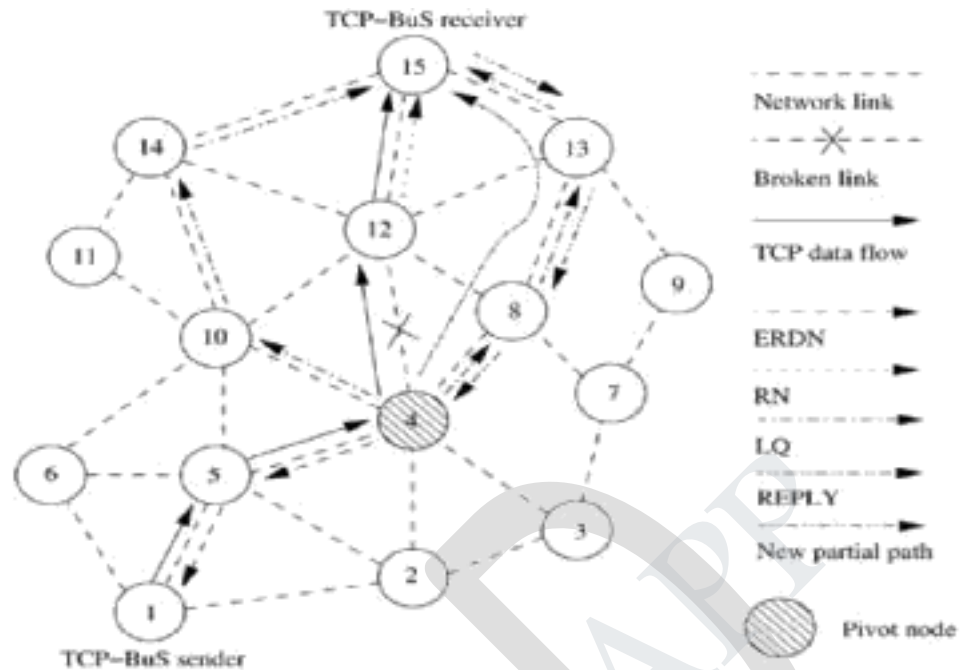 TCP-BuS receiver
15
14
13
12
11
10
9
8
7
6
5
4
3
2
1
TCP-BuS sender
Network link
Broken link
TCP data flow
ERDN
RN
LQ
REPLY
New partial path
Pivot node
APP